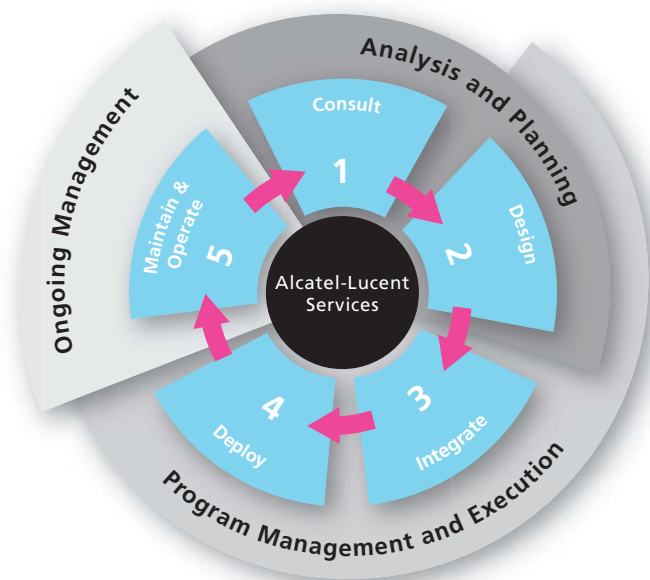 Analysis and Planning
Consult
1
Design
2
Integrate
3
Deploy
4
Maintain &
Operate
5
Alcatel-Lucent
Services
Ongoing Management
Program Management and Execution